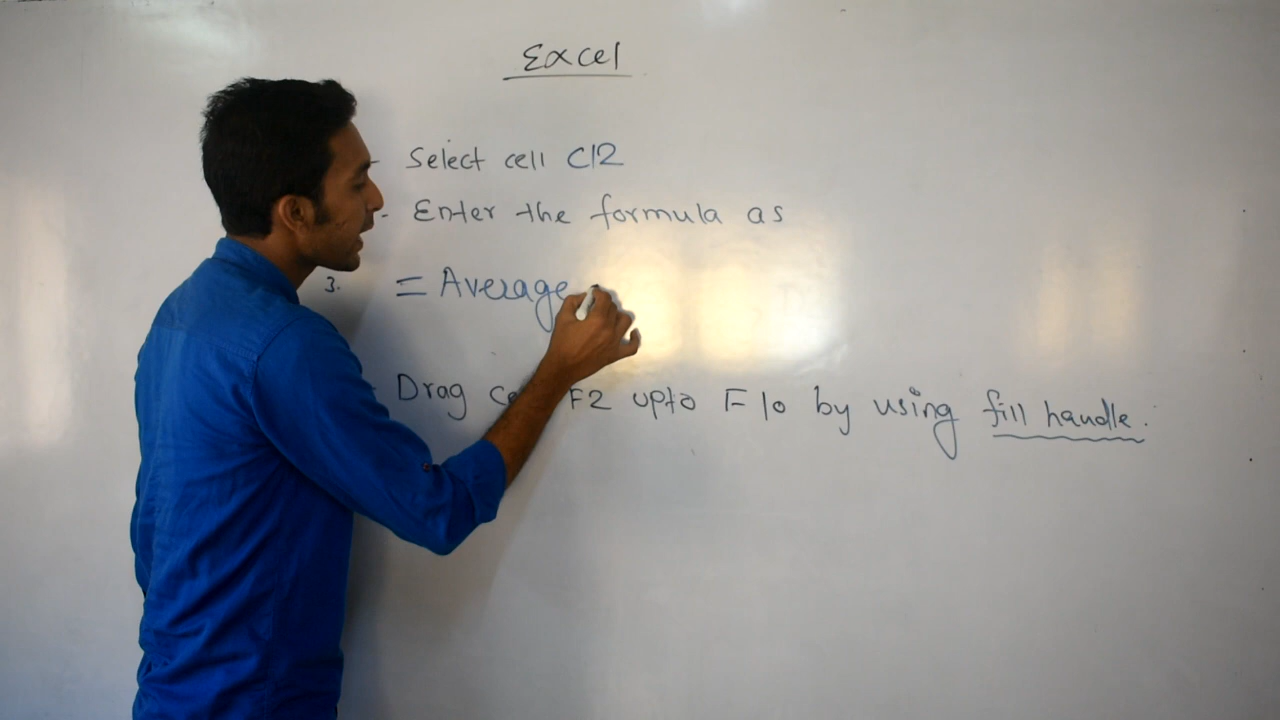 Excel
- Select cell C12
- Enter the formula as
3. = Average
Drag F2 upto F10 by using fill handle.